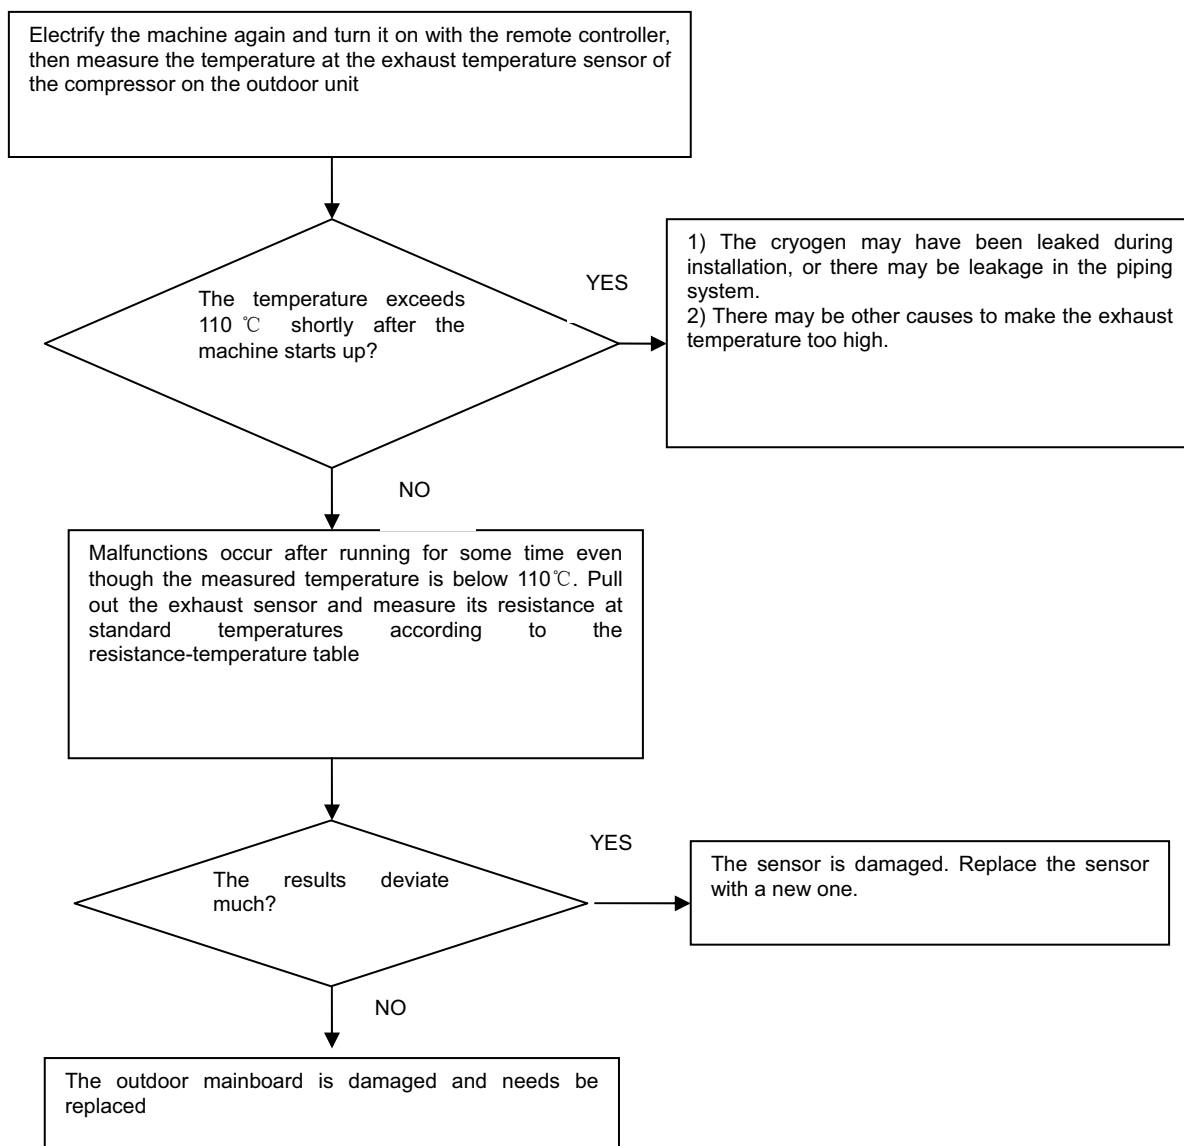 Electrify the machine again and turn it on with the remote controller,
then measure the temperature at the exhaust temperature sensor of
the compressor on the outdoor unit
The temperature exceeds
110 ℃ shortly after the
machine starts up?
YES
1) The cryogen may have been leaked during
installation, or there may be leakage in the piping
system.
2) There may be other causes to make the exhaust
temperature too high.
NO
Malfunctions occur after running for some time even
though the measured temperature is below 110℃. Pull
out the exhaust sensor and measure its resistance at
standard temperatures according to the
resistance-temperature table
The results deviate
much?
YES
The sensor is damaged. Replace the sensor
with a new one.
NO
The outdoor mainboard is damaged and needs be
replaced